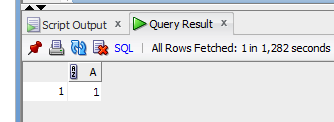 Script Output x Query Result x
SQL | All Rows Fetched: 1 in 1,282 seconds
A
1 1